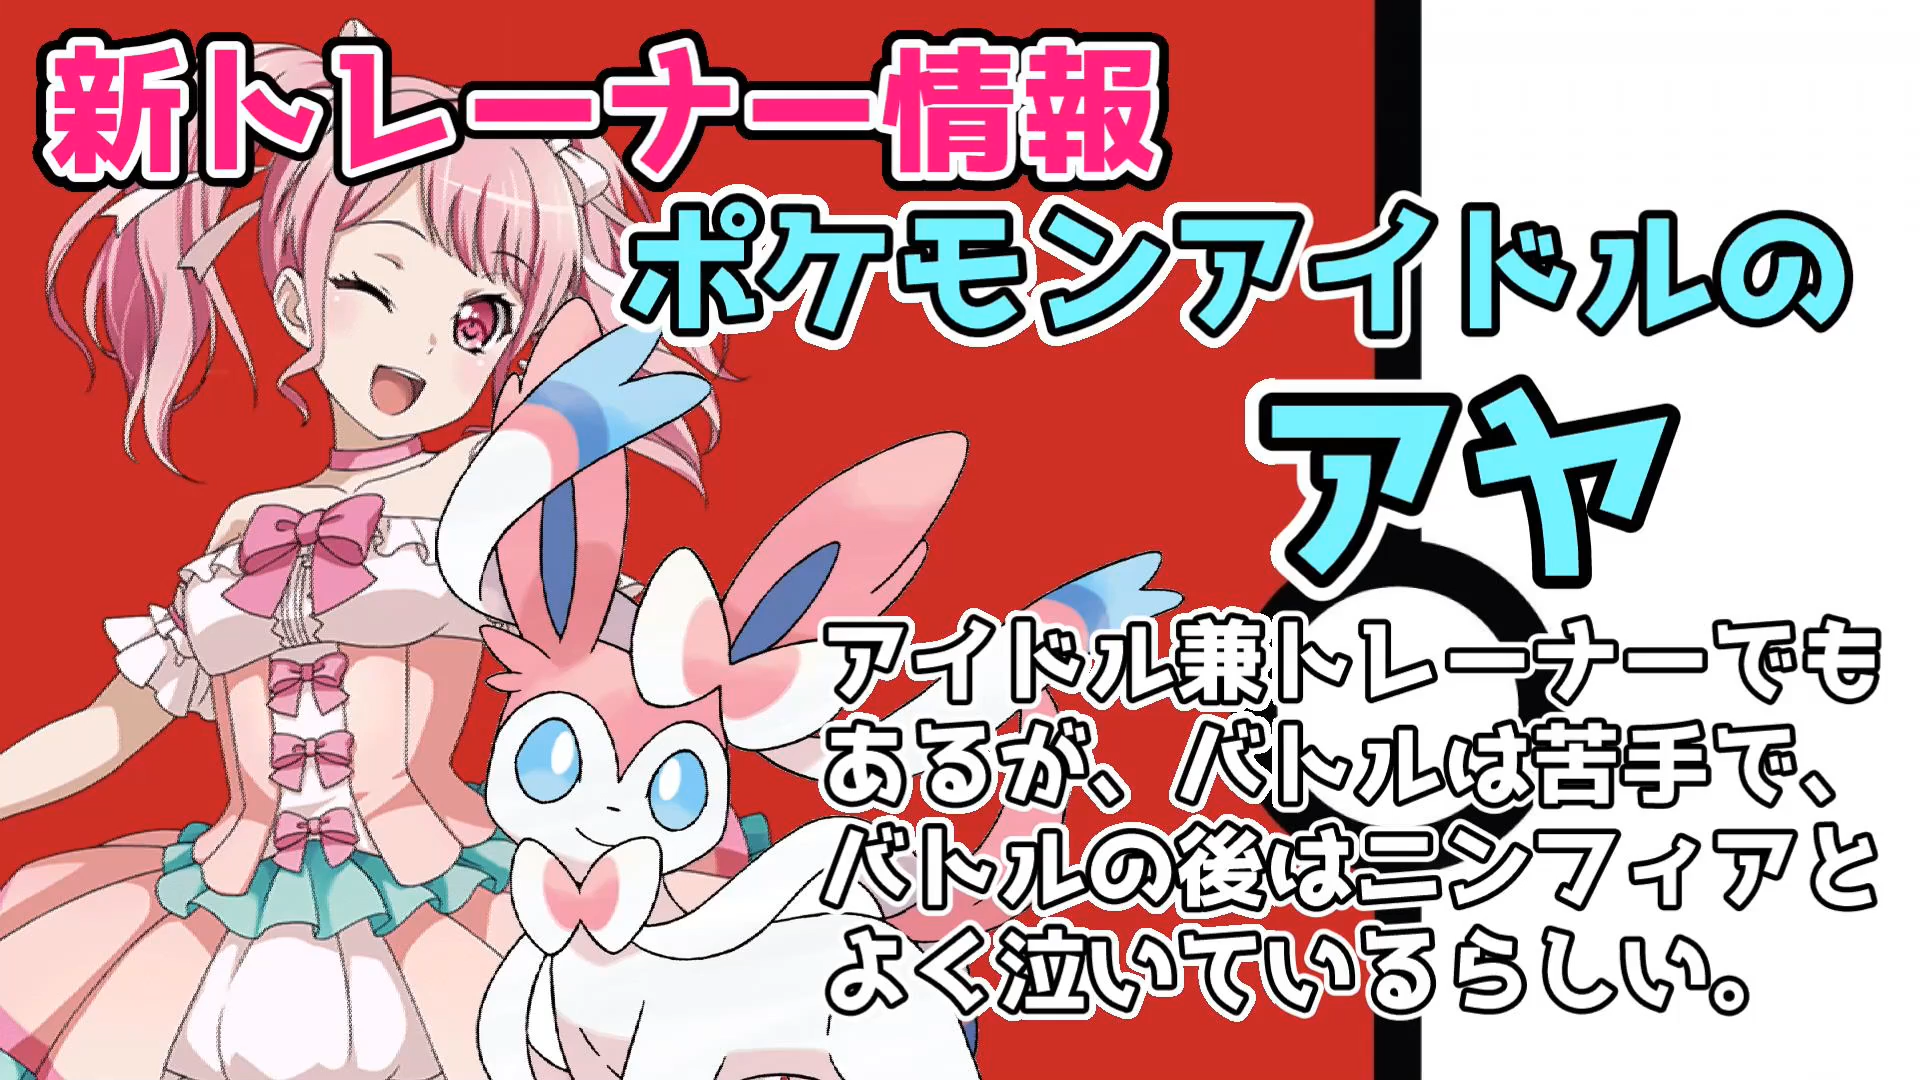 新トレーナー情報
ポケモンアイドルの
アヤ
アイドル兼トレーナーでも
あるが、バトルは苦手で、
バトルの後はニンフィアと
よく泣いているらしい。